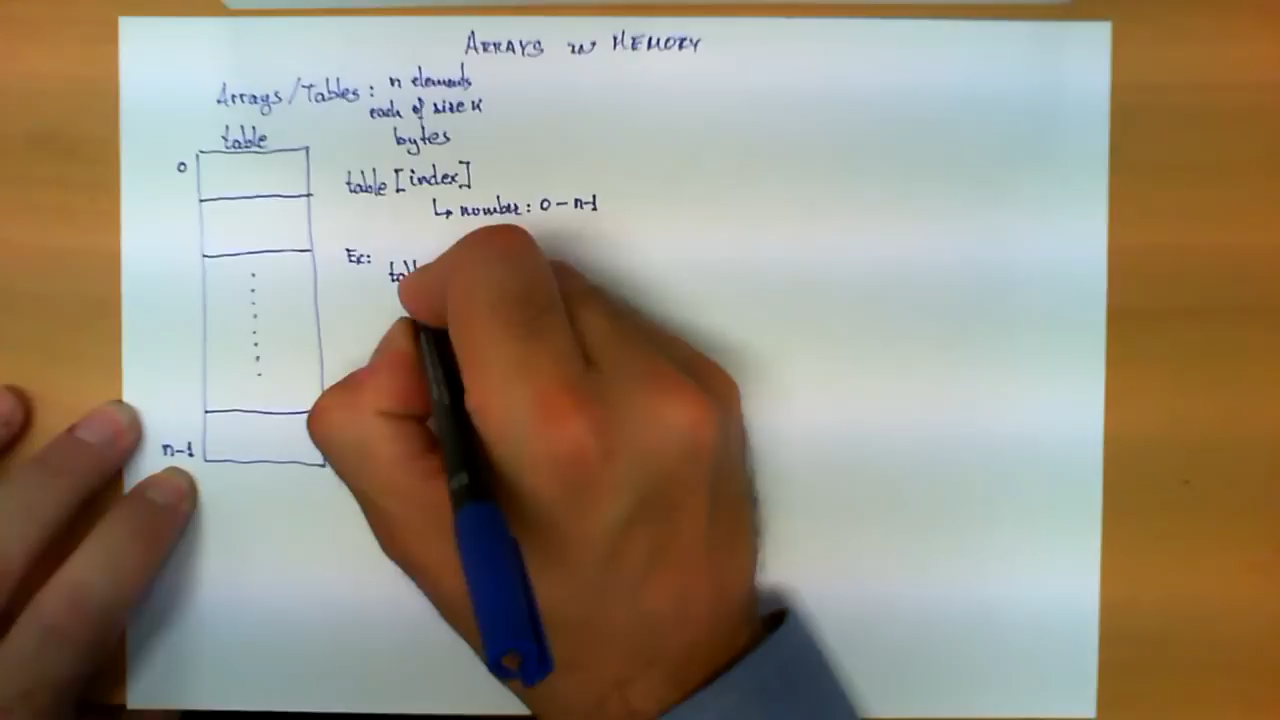 ARRAYS IN MEMORY
Arrays/Tables: n elements
each of size k
bytes
table
0
table [index]
↳ number: 0 - n-1
Ex:
n-1